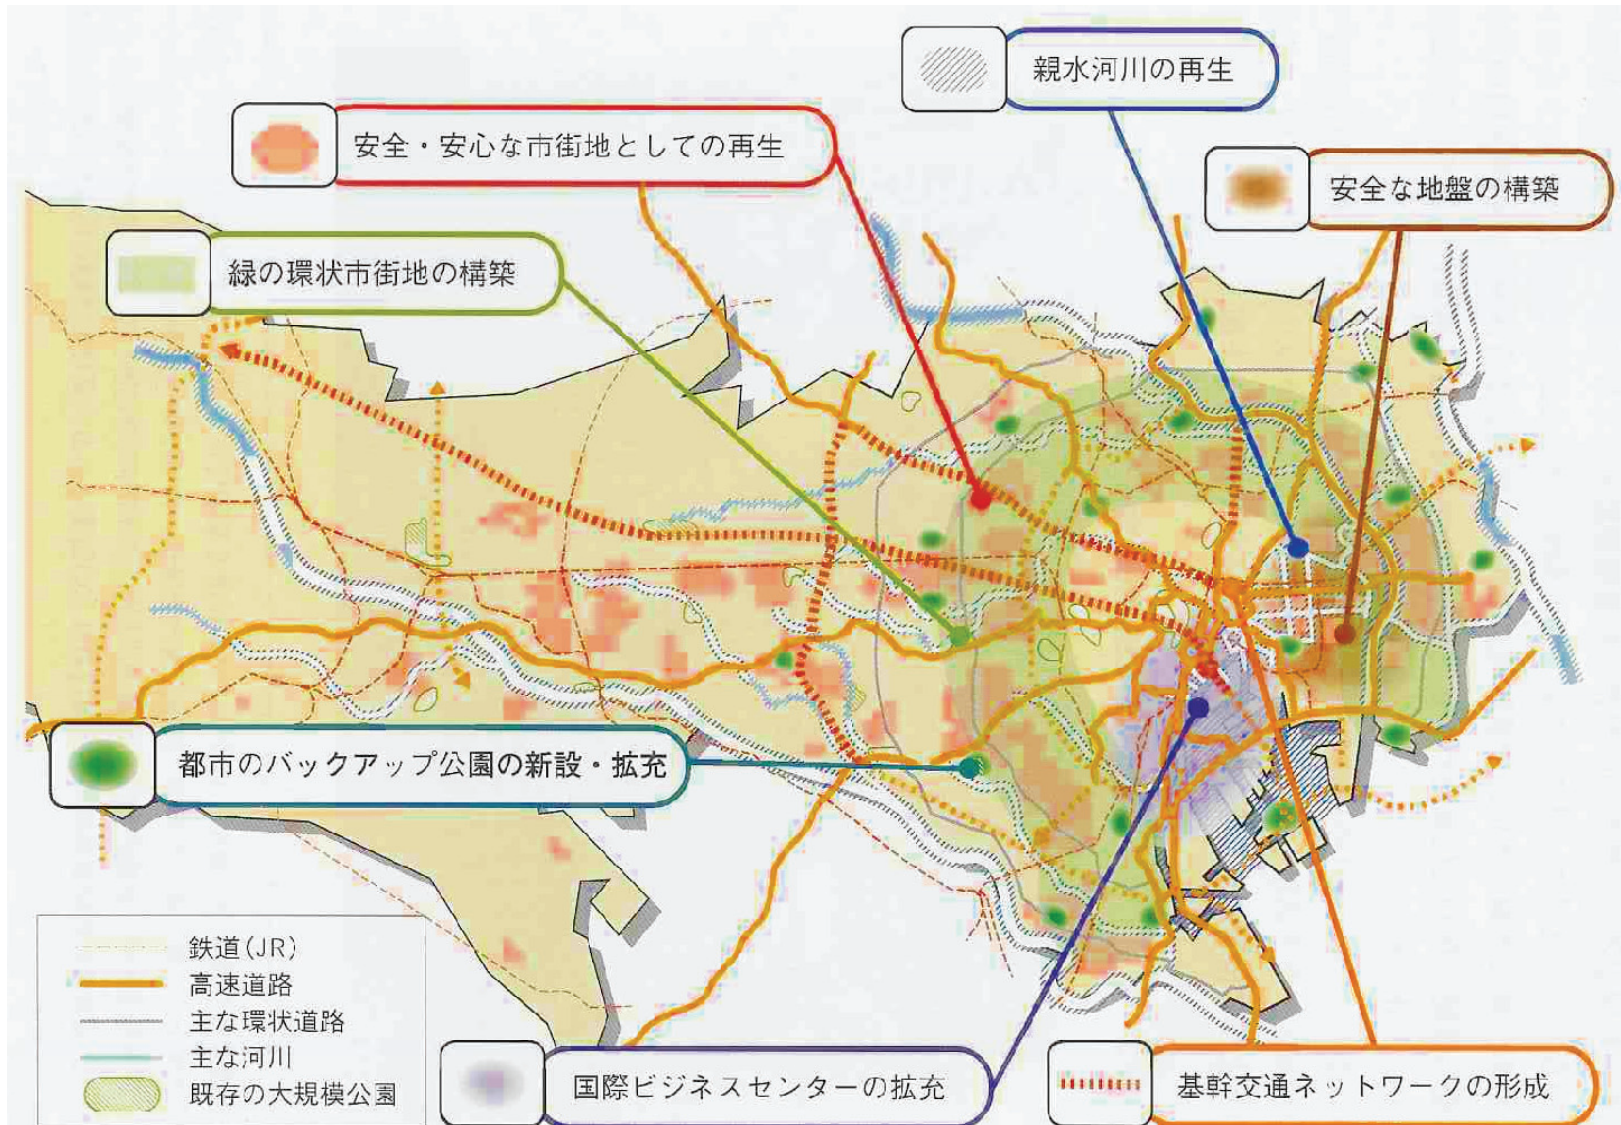 親水河川の再生
安全・安心な市街地としての再生
安全な地盤の構築
緑の環状市街地の構築
都市のバックアップ公園の新設・拡充
鉄道(JR)
高速道路
主な環状道路
主な河川
既存の大規模公園
国際ビジネスセンターの拡充
基幹交通ネットワークの形成